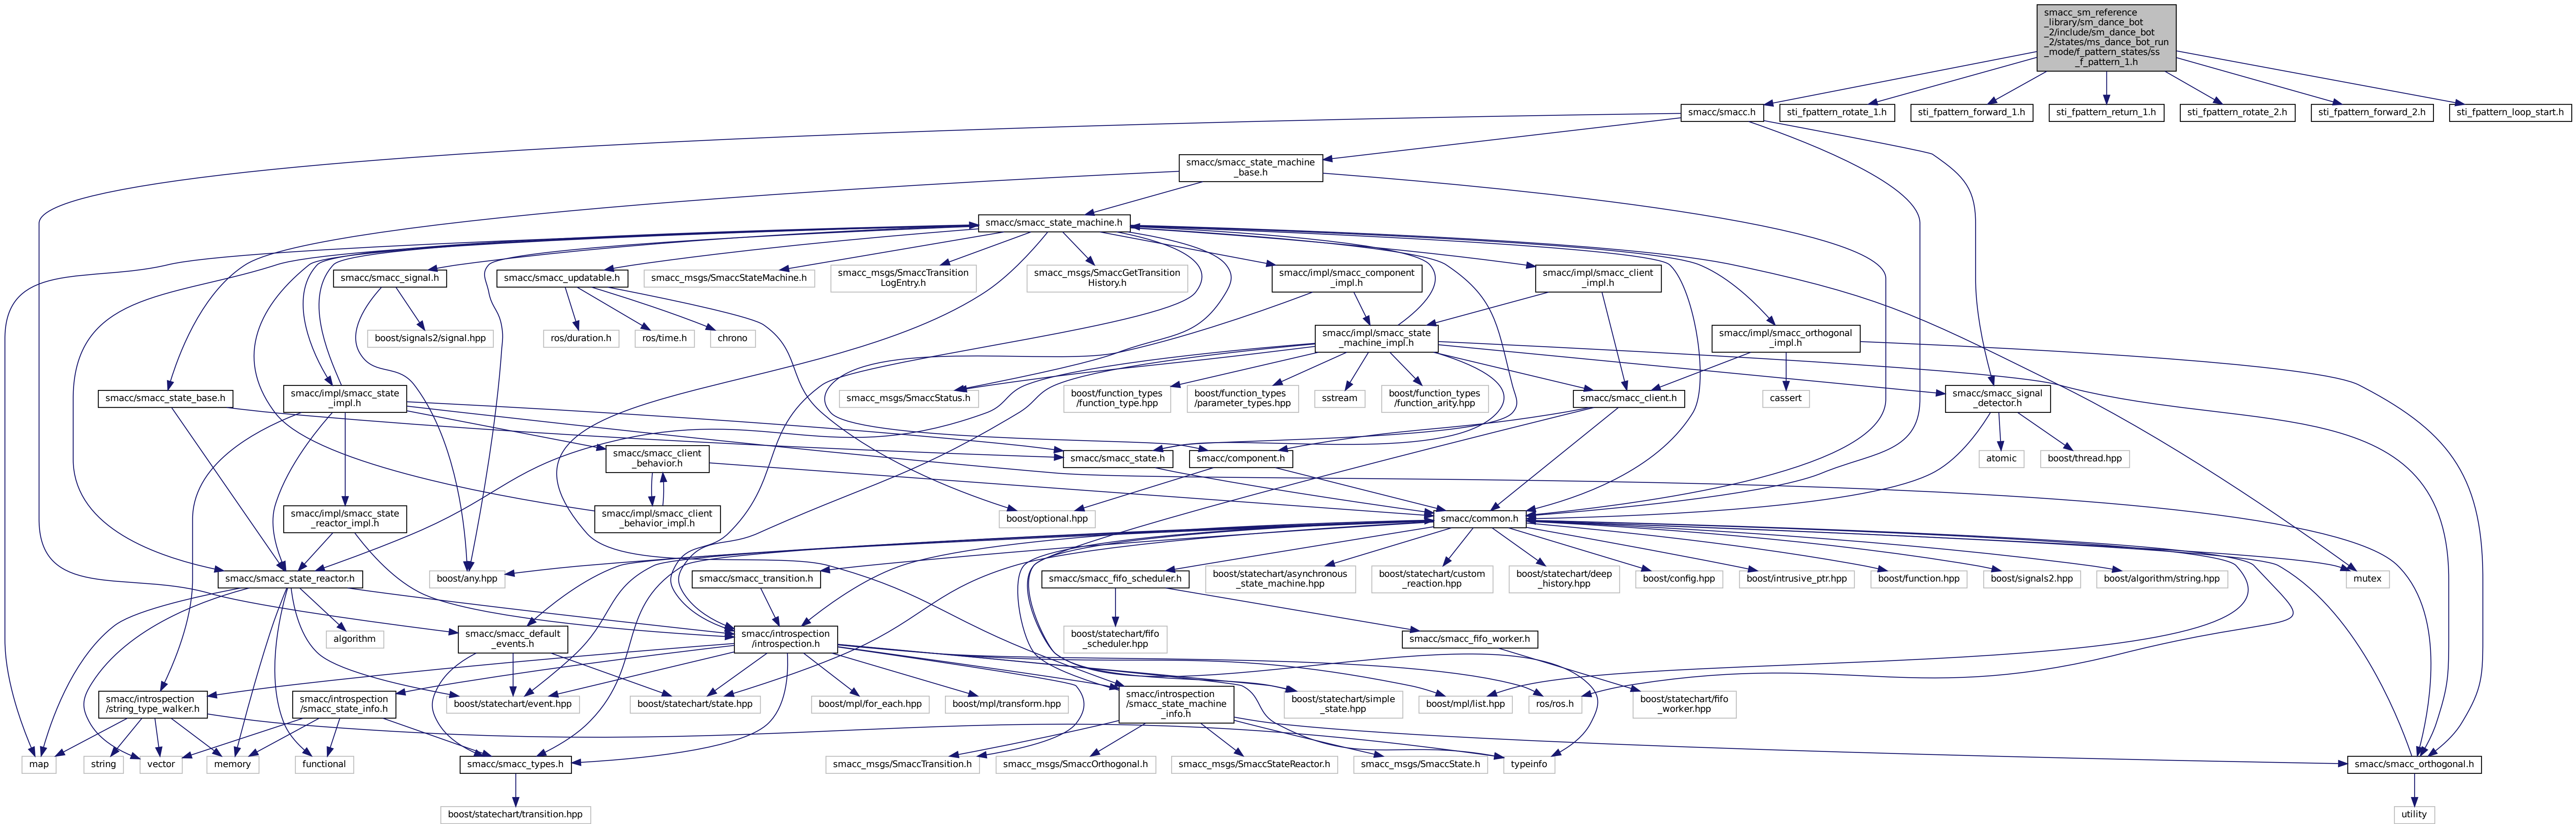 smacc_sm_reference
_library/sm_dance_bot
_2/include/sm_dance_bot
_2/states/ms_dance_bot_run
_mode/f_pattern_states/ss
_f_pattern_1.h
smacc/smacc.h
sti_fpattern_rotate_1.h
sti_fpattern_forward_1.h
sti_fpattern_return_1.h
sti_fpattern_rotate_2.h
sti_fpattern_forward_2.h
sti_fpattern_loop_start.h
smacc/smacc_state_machine
_base.h
smacc/smacc_state_machine.h
smacc/smacc_signal.h
smacc/smacc_updatable.h
smacc_msgs/SmaccStateMachine.h
smacc_msgs/SmaccTransition
LogEntry.h
smacc_msgs/SmaccGetTransition
History.h
smacc/impl/smacc_component
_impl.h
smacc/impl/smacc_client
_impl.h
boost/signals2/signal.hpp
ros/duration.h
ros/time.h
chrono
smacc/impl/smacc_state
_machine_impl.h
smacc/impl/smacc_orthogonal
_impl.h
smacc/smacc_state_base.h
smacc/impl/smacc_state
_impl.h
smacc_msgs/SmaccStatus.h
boost/function_types
/function_type.hpp
boost/function_types
/parameter_types.hpp
sstream
boost/function_types
/function_arity.hpp
smacc/smacc_client.h
cassert
smacc/smacc_signal
_detector.h
smacc/smacc_client
_behavior.h
smacc/smacc_state.h
smacc/component.h
atomic
boost/thread.hpp
smacc/impl/smacc_state
_reactor_impl.h
smacc/impl/smacc_client
_behavior_impl.h
boost/optional.hpp
smacc/common.h
smacc/smacc_state_reactor.h
boost/any.hpp
smacc/smacc_transition.h
smacc/smacc_fifo_scheduler.h
boost/statechart/asynchronous
_state_machine.hpp
boost/statechart/custom
_reaction.hpp
boost/statechart/deep
_history.hpp
boost/config.hpp
boost/intrusive_ptr.hpp
boost/function.hpp
boost/signals2.hpp
boost/algorithm/string.hpp
mutex
algorithm
smacc/smacc_default
_events.h
smacc/introspection
/introspection.h
boost/statechart/fifo
_scheduler.hpp
smacc/smacc_fifo_worker.h
smacc/introspection
/string_type_walker.h
smacc/introspection
/smacc_state_info.h
boost/statechart/event.hpp
boost/statechart/state.hpp
boost/mpl/for_each.hpp
boost/mpl/transform.hpp
smacc/introspection
/smacc_state_machine
_info.h
boost/statechart/simple
_state.hpp
boost/mpl/list.hpp
ros/ros.h
boost/statechart/fifo
_worker.hpp
map
string
vector
memory
functional
smacc/smacc_types.h
smacc_msgs/SmaccTransition.h
smacc_msgs/SmaccOrthogonal.h
smacc_msgs/SmaccStateReactor.h
smacc_msgs/SmaccState.h
typeinfo
smacc/smacc_orthogonal.h
boost/statechart/transition.hpp
utility